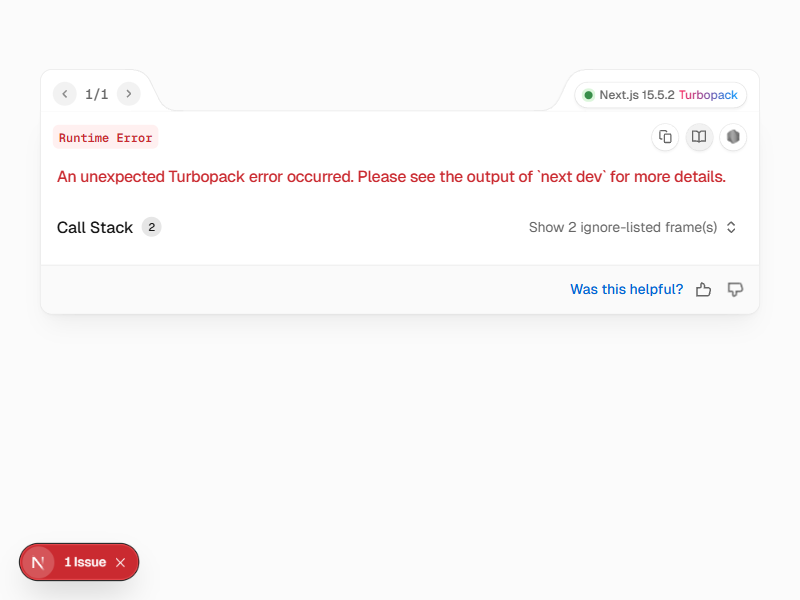 1/1
Next.js 15.5.2 Turbopack
Runtime Error
An unexpected Turbopack error occurred. Please see the output of `next dev` for more details.
Call Stack 2
Show 2 ignore-listed frame(s)
Was this helpful?
N 1 Issue